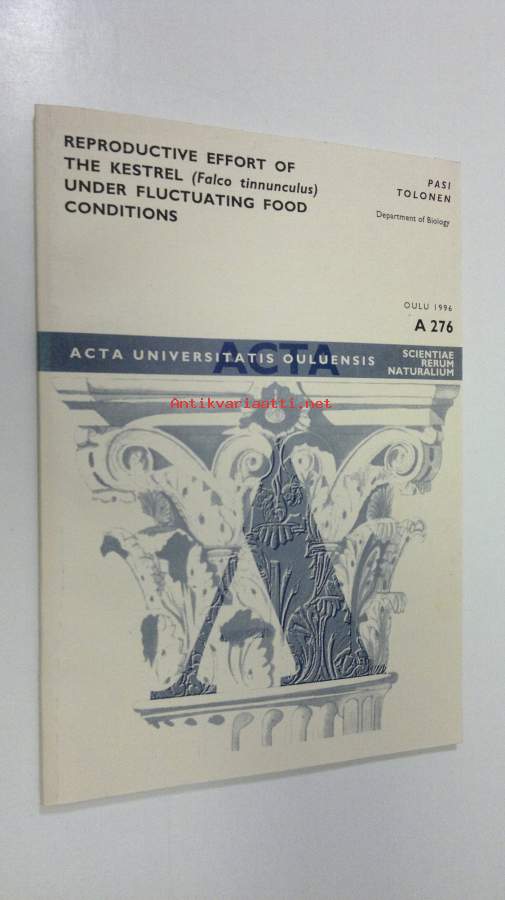 REPRODUCTIVE EFFORT OF
THE KESTREL (Falco tinnunculus)
UNDER FLUCTUATING FOOD
CONDITIONS
PASI
TOLONEN
Department of Biology
OULU 1996
A 276
ACTA
ACTA UNIVERSITATIS OULUENSIS
SCIENTIAE
RERUM
NATURALIUM
Antikvariaatti.net